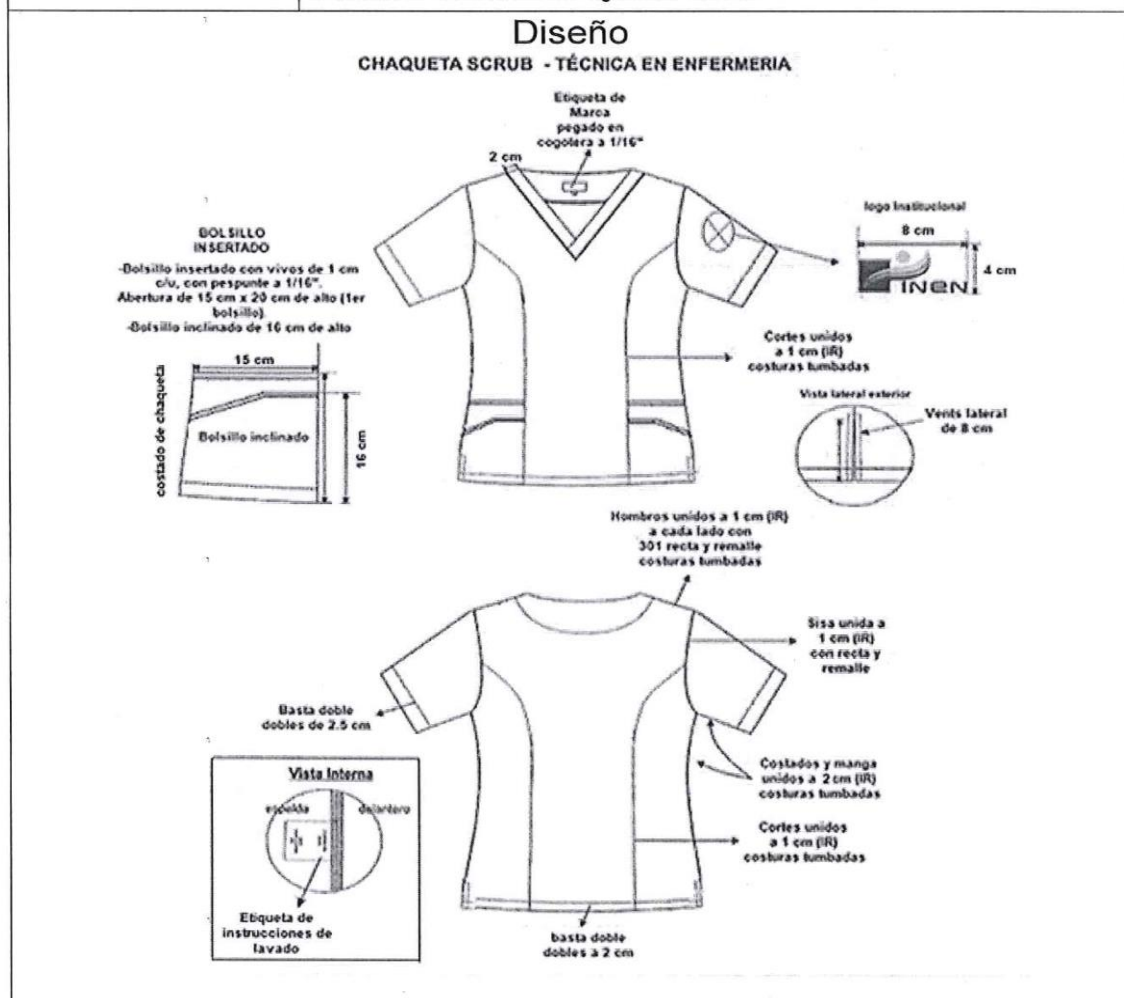 Diseño
CHAQUETA SCRUB - TÉCNICA EN ENFERMERIA
Etiqueta de
Marca
pegado en
cogotera a 1/16"
2 cm
logo Institucional
8 cm
4 cm
INEN
BOLSILLO
INSERTADO
-Bolsillo insertado con vivos de 1 cm
c/u, con pespunte a 1/16".
Abertura de 15 cm x 20 cm de alto (1er
bolsillo).
-Bolsillo inclinado de 16 cm de alto
15 cm
costado de chaqueta
Bolsillo inclinado
16 cm
Cortes unidos
a 1 cm (IR)
costuras tumbadas
Vista lateral exterior
Vents lateral
de 8 cm
Hombros unidos a 1 cm (IR)
a cada lado con
301 recta y remalle
costuras tumbadas
Sisa unida a
1 cm (IR)
con recta y
remalle
Basta doble
dobles de 2.5 cm
Costados y manga
unidos a 2 cm (IR)
costuras tumbadas
Vista Interna
espalda
delantero
Etiqueta de
instrucciones de
lavado
Cortes unidos
a 1 cm (IR)
costuras tumbadas
basta doble
dobles a 2 cm